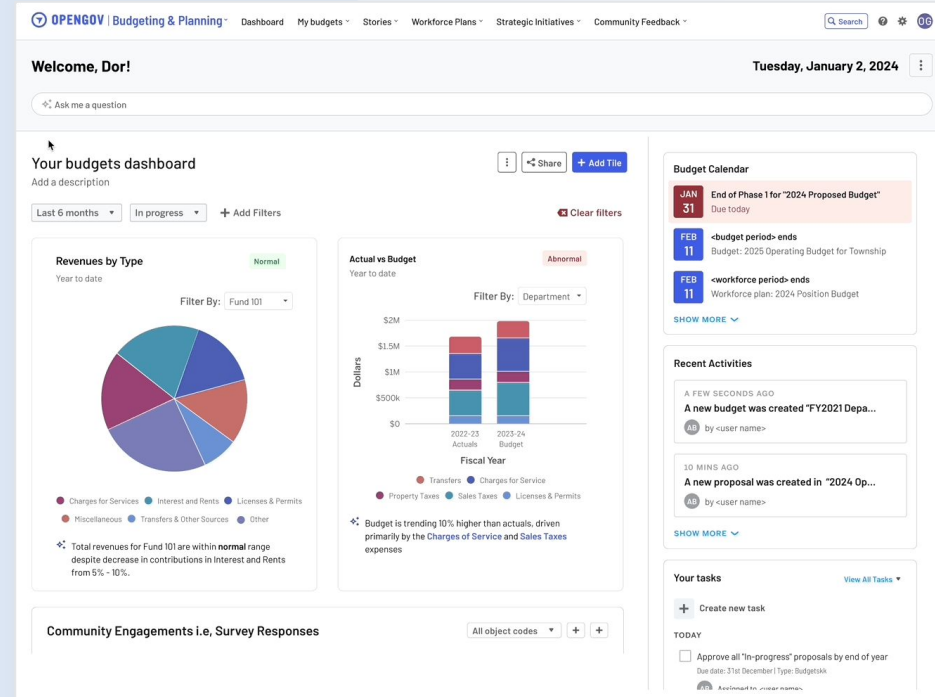 OPENGOV | Budgeting & Planning Dashboard My budgets Stories Workforce Plans Strategic Initiatives Community Feedback Search ? OG
Welcome, Dor!
Tuesday, January 2, 2024
Ask me a question
Your budgets dashboard
Add a description
Share
+ Add Tile
Last 6 months
In progress
+ Add Filters
Clear filters
Revenues by Type
Normal
Year to date
Filter By: Fund 101
Charges for Services Interest and Rents Licenses & Permits
Miscellaneous Transfers & Other Sources Other
Total revenues for Fund 101 are within normal range
despite decrease in contributions in Interest and Rents
from 5% - 10%.
Actual vs Budget
Abnormal
Year to date
Filter By: Department
$2M
$1.5M
$1M
$500k
$0
Dollars
2022-23
Actuals
2023-24
Budget
Fiscal Year
Transfers Charges for Service
Property Taxes Sales Taxes Licenses & Permits
Budget is trending 10% higher than actuals, driven
primarily by the Charges of Service and Sales Taxes
expenses
Community Engagements i.e, Survey Responses
All object codes
+ +
Budget Calendar
JAN
31
End of Phase 1 for "2024 Proposed Budget"
Due today
FEB
11
<budget period> ends
Budget: 2025 Operating Budget for Township
FEB
11
<workforce period> ends
Workforce plan: 2024 Position Budget
SHOW MORE
Recent Activities
A FEW SECONDS AGO
A new budget was created "FY2021 Depa...
AB by <user name>
10 MINS AGO
A new proposal was created in "2024 Op...
AB by <user name>
SHOW MORE
Your tasks
View All Tasks
+ Create new task
TODAY
Approve all "In-progress" proposals by end of year
Due date: 31st December | Type: Budgetskk
AB Assigned to <user name>